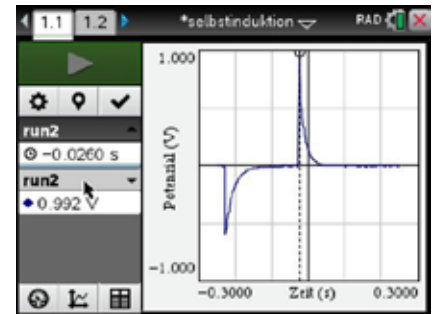 1.1 1.2 *selbstinduktion RAD
run2
-0.0260 s
run2
0.992 V
1.000
Potenzial (V)
-1.000
-0.3000 Zeit (s) 0.3000